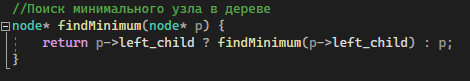 //Поиск минимального узла в дереве
node* findMinimum(node* p) {
return p->left_child ? findMinimum(p->left_child) : p;
}